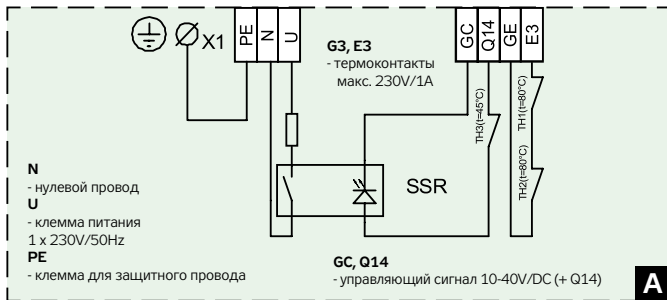 X1
PE
N
U
G3, E3
- термоконтакты
макс. 230V/1A
GC
Q14
GE
E3
TH3(t=45°C)
TH1(t=80°C)
TH2(t=80°C)
SSR
N
- нулевой провод
U
- клемма питания
1 x 230V/50Hz
PE
- клемма для защитного провода
GC, Q14
- управляющий сигнал 10-40V/DC (+ Q14)
A